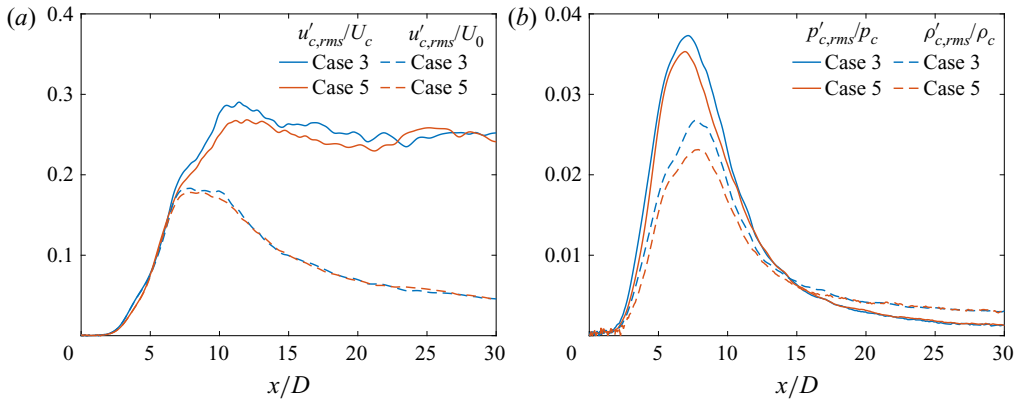 (a)
u′c,rms/Uc u′c,rms/U0
Case 3 Case 3
Case 5 Case 5
0.4
0.3
0.2
0.1
0 5 10 15 20 25 30
x/D
(b)
p′c,rms/pc ρ′c,rms/ρc
Case 3 Case 3
Case 5 Case 5
0.04
0.03
0.02
0.01
0 5 10 15 20 25 30
x/D